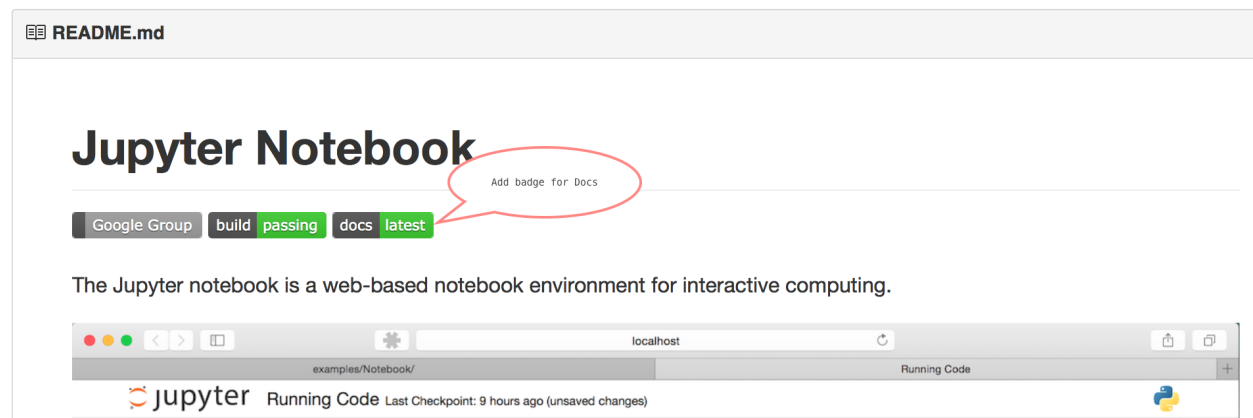 README.md
Jupyter Notebook
Add badge for Docs
Google Group build passing docs latest
The Jupyter notebook is a web-based notebook environment for interactive computing.
localhost
examples/Notebook/ Running Code
jupyter Running Code Last Checkpoint: 9 hours ago (unsaved changes)